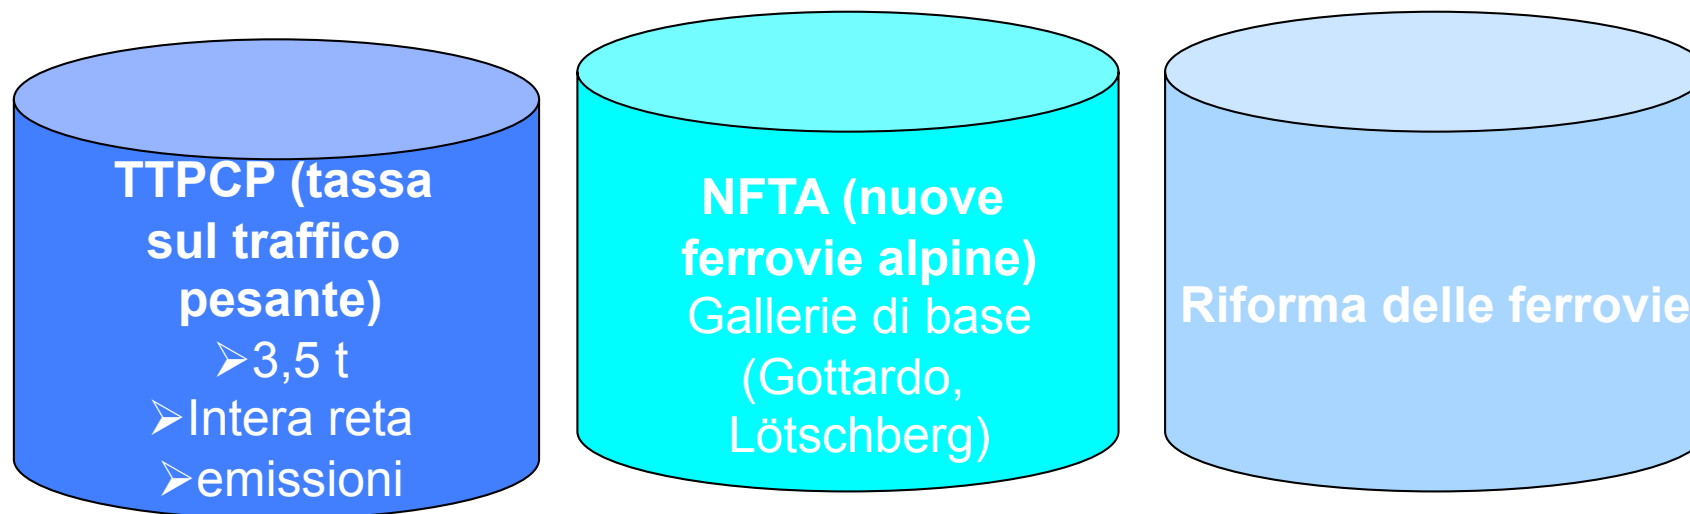 TTPCP (tassa
sul traffico
pesante)
➢3,5 t
➢Intera reta
➢emissioni
NFTA (nuove
ferrovie alpine)
Gallerie di base
(Gottardo,
Lötschberg)
Riforma delle ferrovie